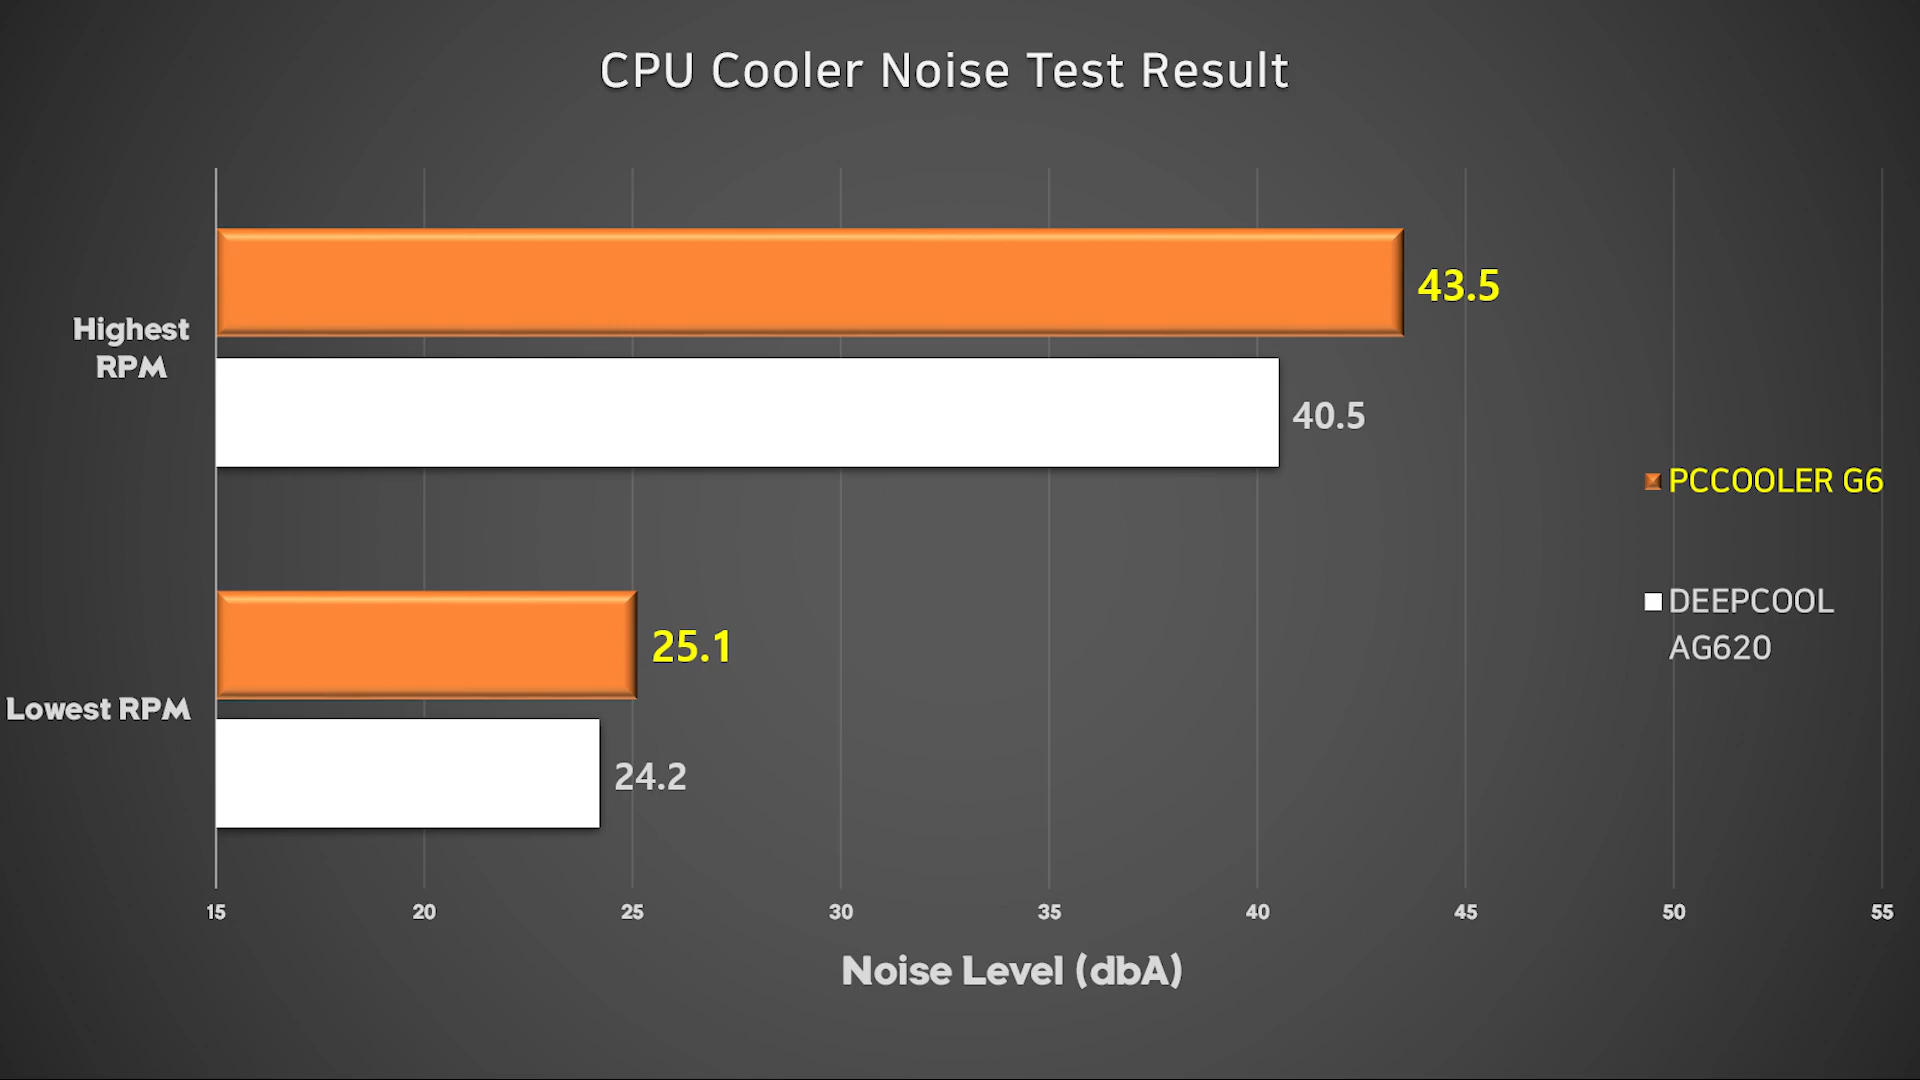 CPU Cooler Noise Test Result
Highest
RPM
43.5
40.5
PCCOOLER G6
DEEPCOOL
AG620
Lowest RPM
25.1
24.2
15 20 25 30 35 40 45 50 55
Noise Level (dbA)